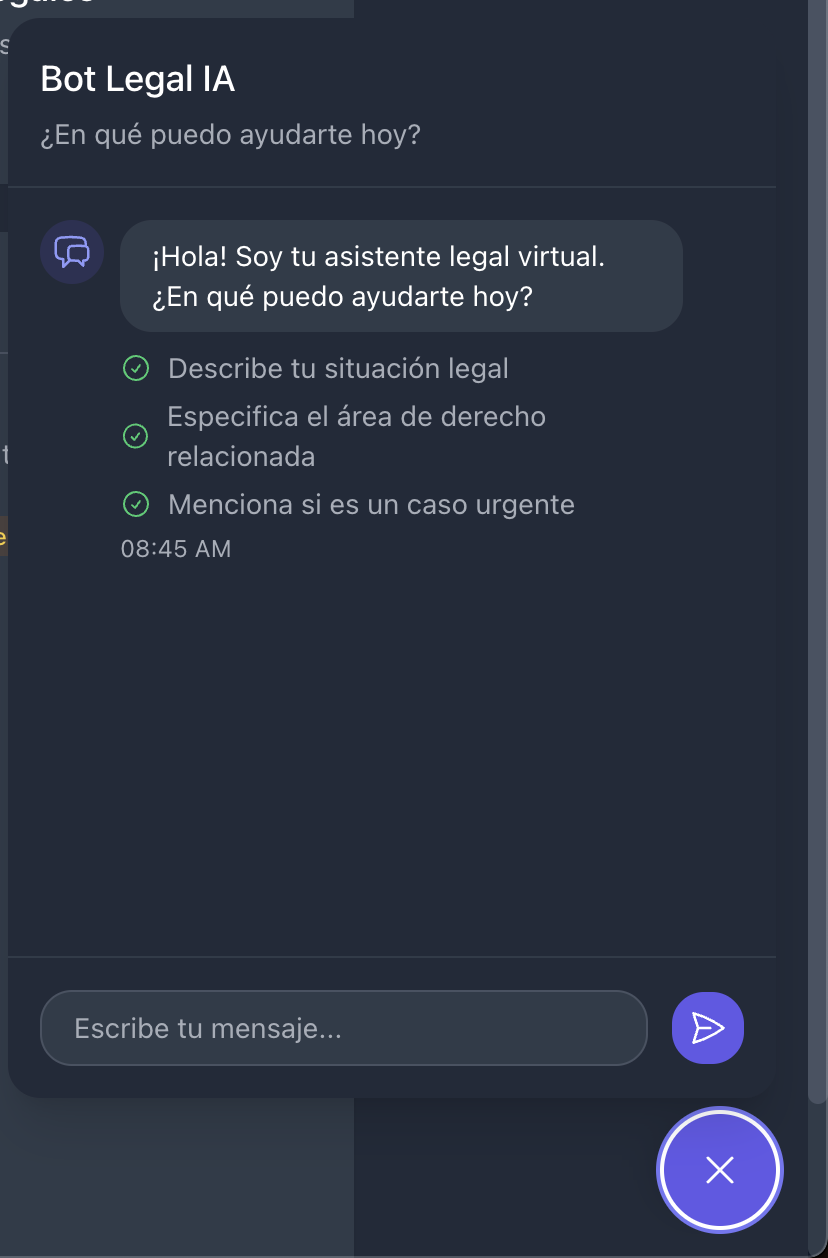 Bot Legal IA
¿En qué puedo ayudarte hoy?
¡Hola! Soy tu asistente legal virtual.
¿En qué puedo ayudarte hoy?
Describe tu situación legal
Especifica el área de derecho
relacionada
Menciona si es un caso urgente
08:45 AM
Escribe tu mensaje...